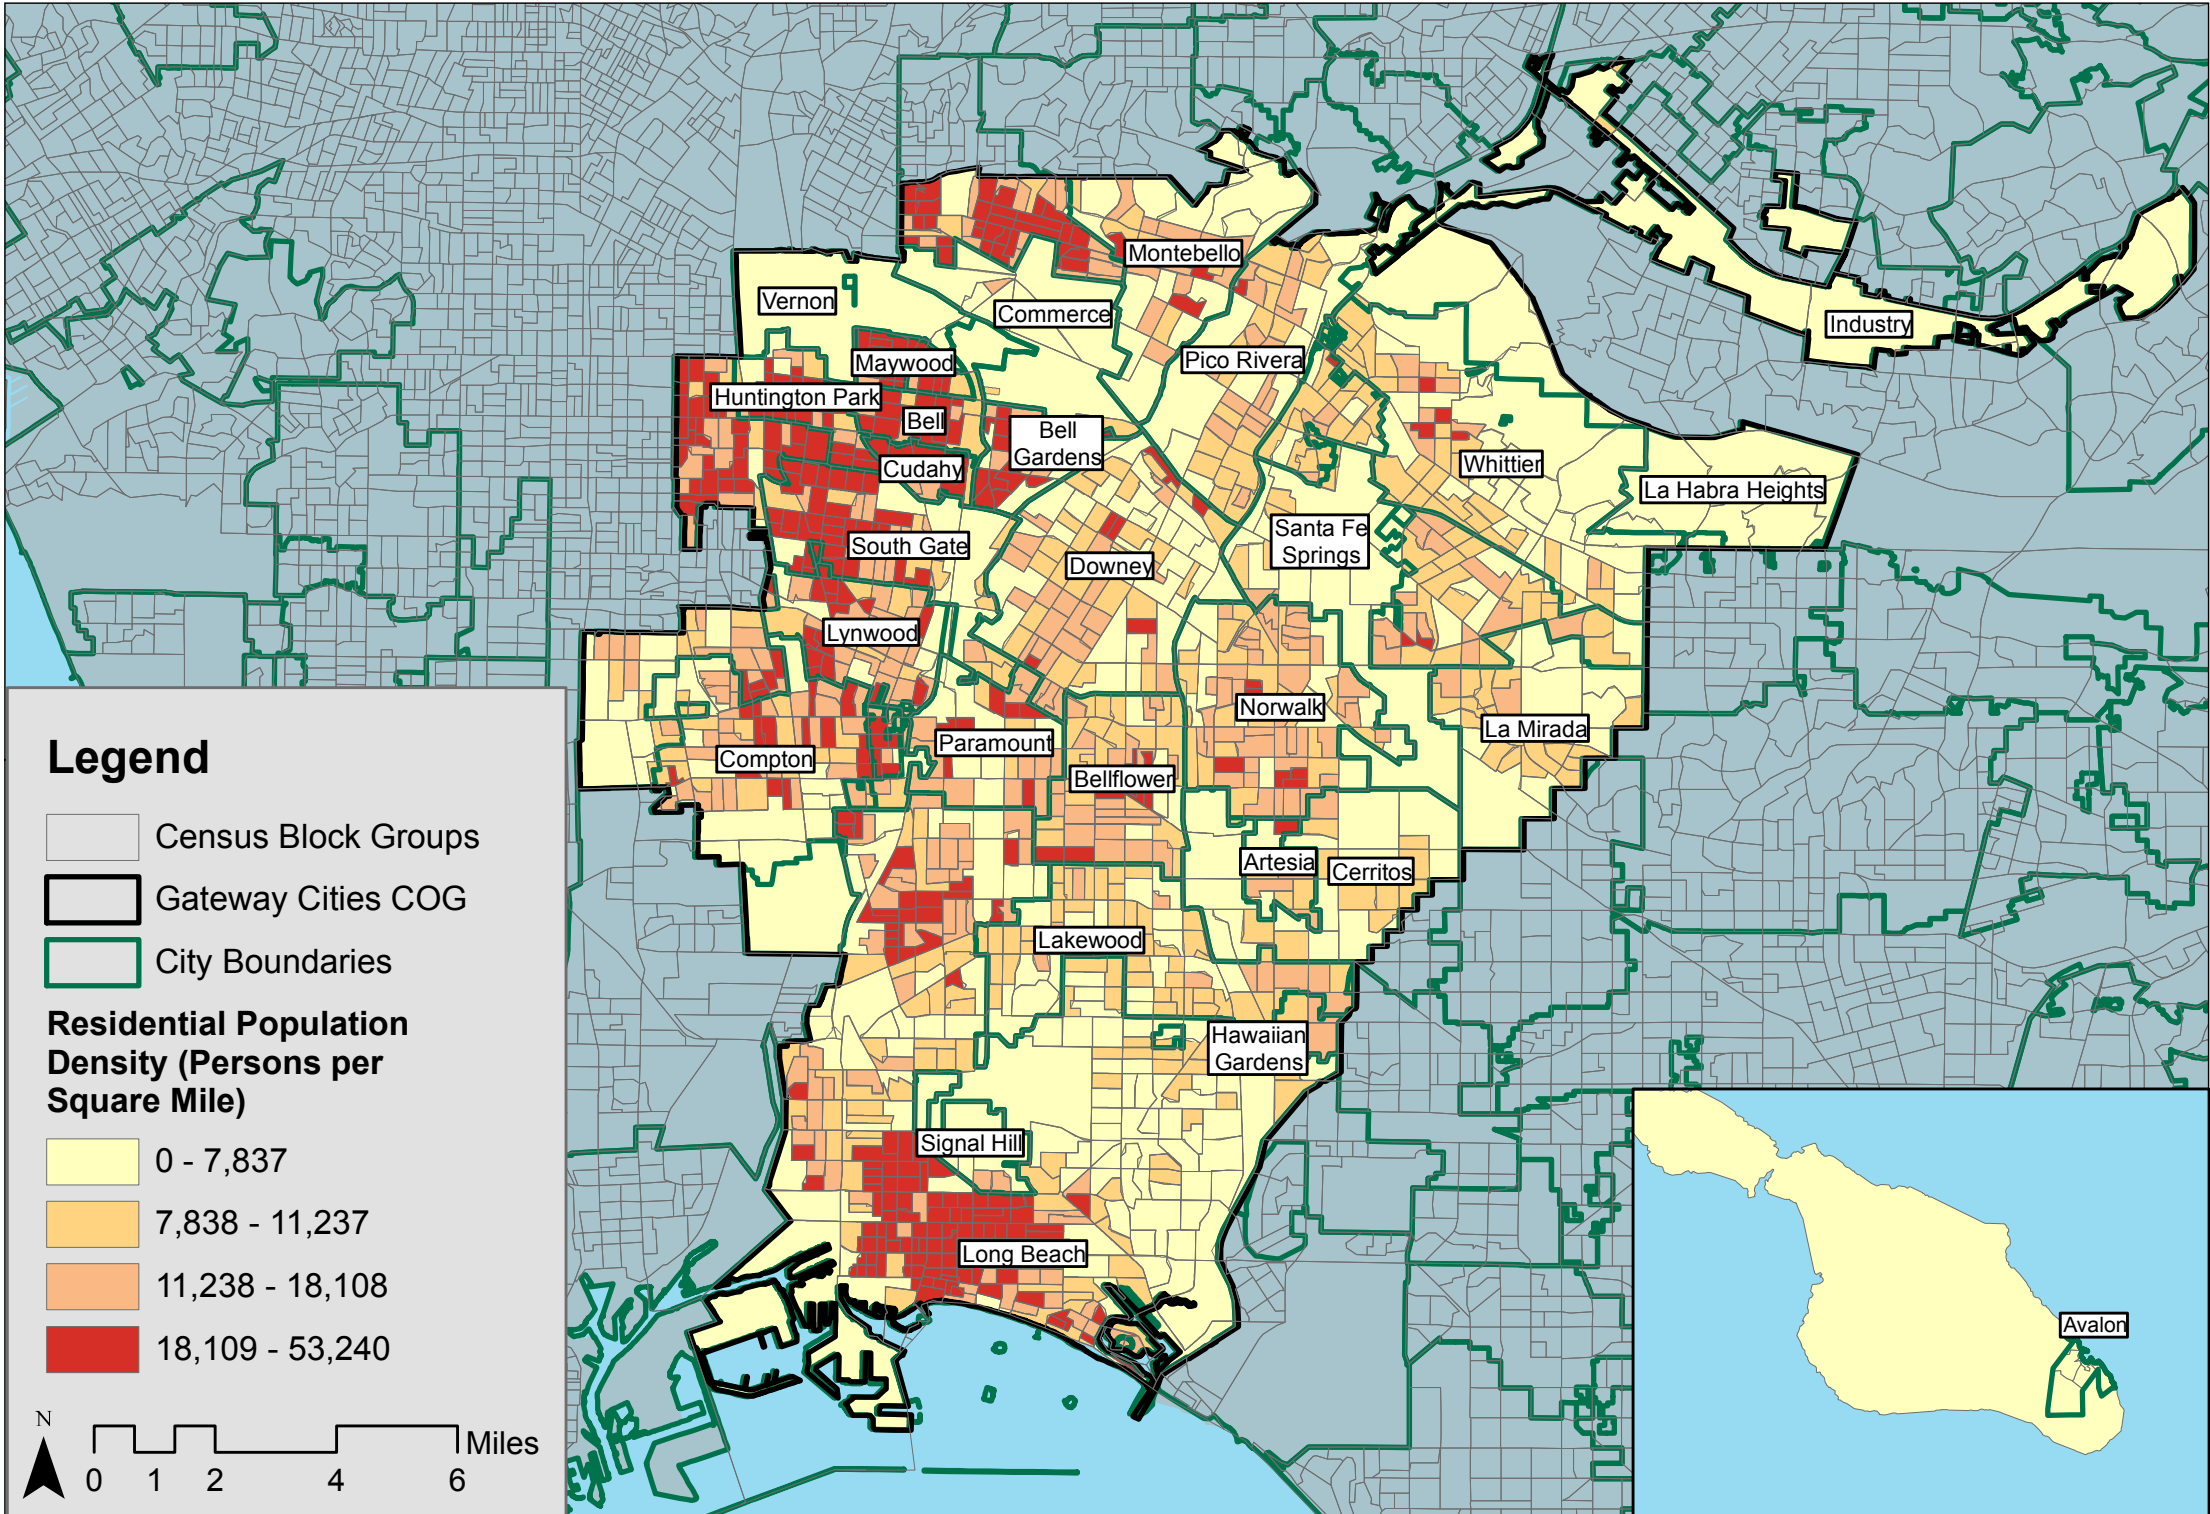 Montebello
Vernon
Commerce
Industry
Maywood
Pico Rivera
Huntington Park
Bell
Bell
Gardens
Cudahy
Whittier
La Habra Heights
South Gate
Santa Fe
Springs
Downey
Lynwood
Norwalk
La Mirada
Paramount
Compton
Bellflower
Artesia
Cerritos
Lakewood
Hawaiian
Gardens
Signal Hill
Long Beach
Avalon
Legend
Census Block Groups
Gateway Cities COG
City Boundaries
Residential Population
Density (Persons per
Square Mile)
0 - 7,837
7,838 - 11,237
11,238 - 18,108
18,109 - 53,240
N
Miles
0 1 2 4 6